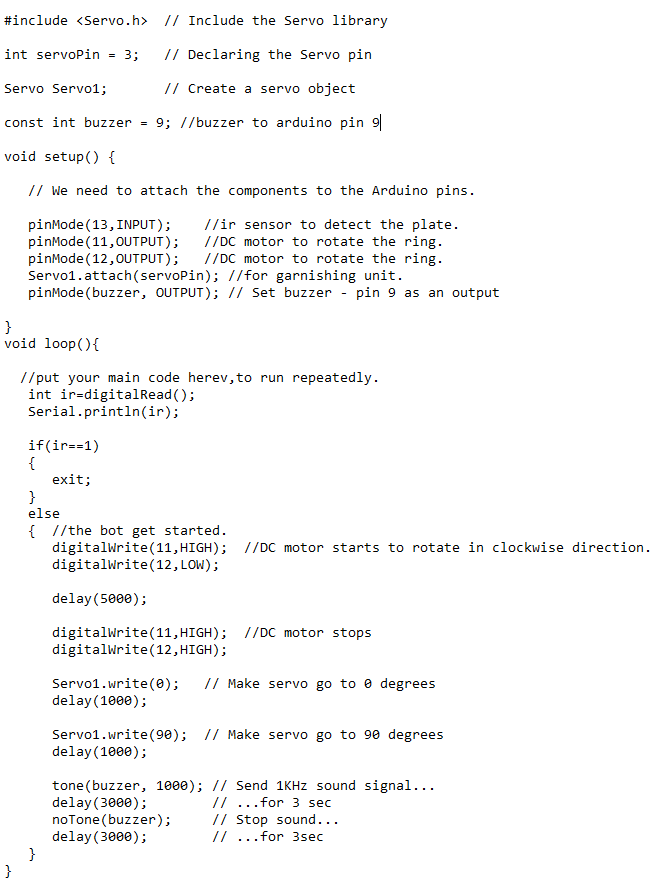 #include <Servo.h>  // Include the Servo library
int servoPin = 3;   // Declaring the Servo pin
Servo Servo1;       // Create a servo object
const int buzzer = 9; //buzzer to arduino pin 9
void setup() {
   // We need to attach the components to the Arduino pins.
   pinMode(13,INPUT);    //ir sensor to detect the plate.
   pinMode(11,OUTPUT);   //DC motor to rotate the ring.
   pinMode(12,OUTPUT);   //DC motor to rotate the ring.
   Servo1.attach(servoPin); //for garnishing unit.
   pinMode(buzzer, OUTPUT); // Set buzzer - pin 9 as an output
}
void loop(){
  //put your main code herev,to run repeatedly.
   int ir=digitalRead();
   Serial.println(ir);
   if(ir==1)
   {
      exit;
   }
   else
   {  //the bot get started.
      digitalWrite(11,HIGH);  //DC motor starts to rotate in clockwise direction.
      digitalWrite(12,LOW);
      delay(5000);
      digitalWrite(11,HIGH);  //DC motor stops
      digitalWrite(12,HIGH);
      Servo1.write(0);   // Make servo go to 0 degrees
      delay(1000);
      Servo1.write(90);  // Make servo go to 90 degrees
      delay(1000);
      tone(buzzer, 1000); // Send 1KHz sound signal...
      delay(3000);        // ...for 3 sec
      noTone(buzzer);     // Stop sound...
      delay(3000);        // ...for 3sec
   }
}